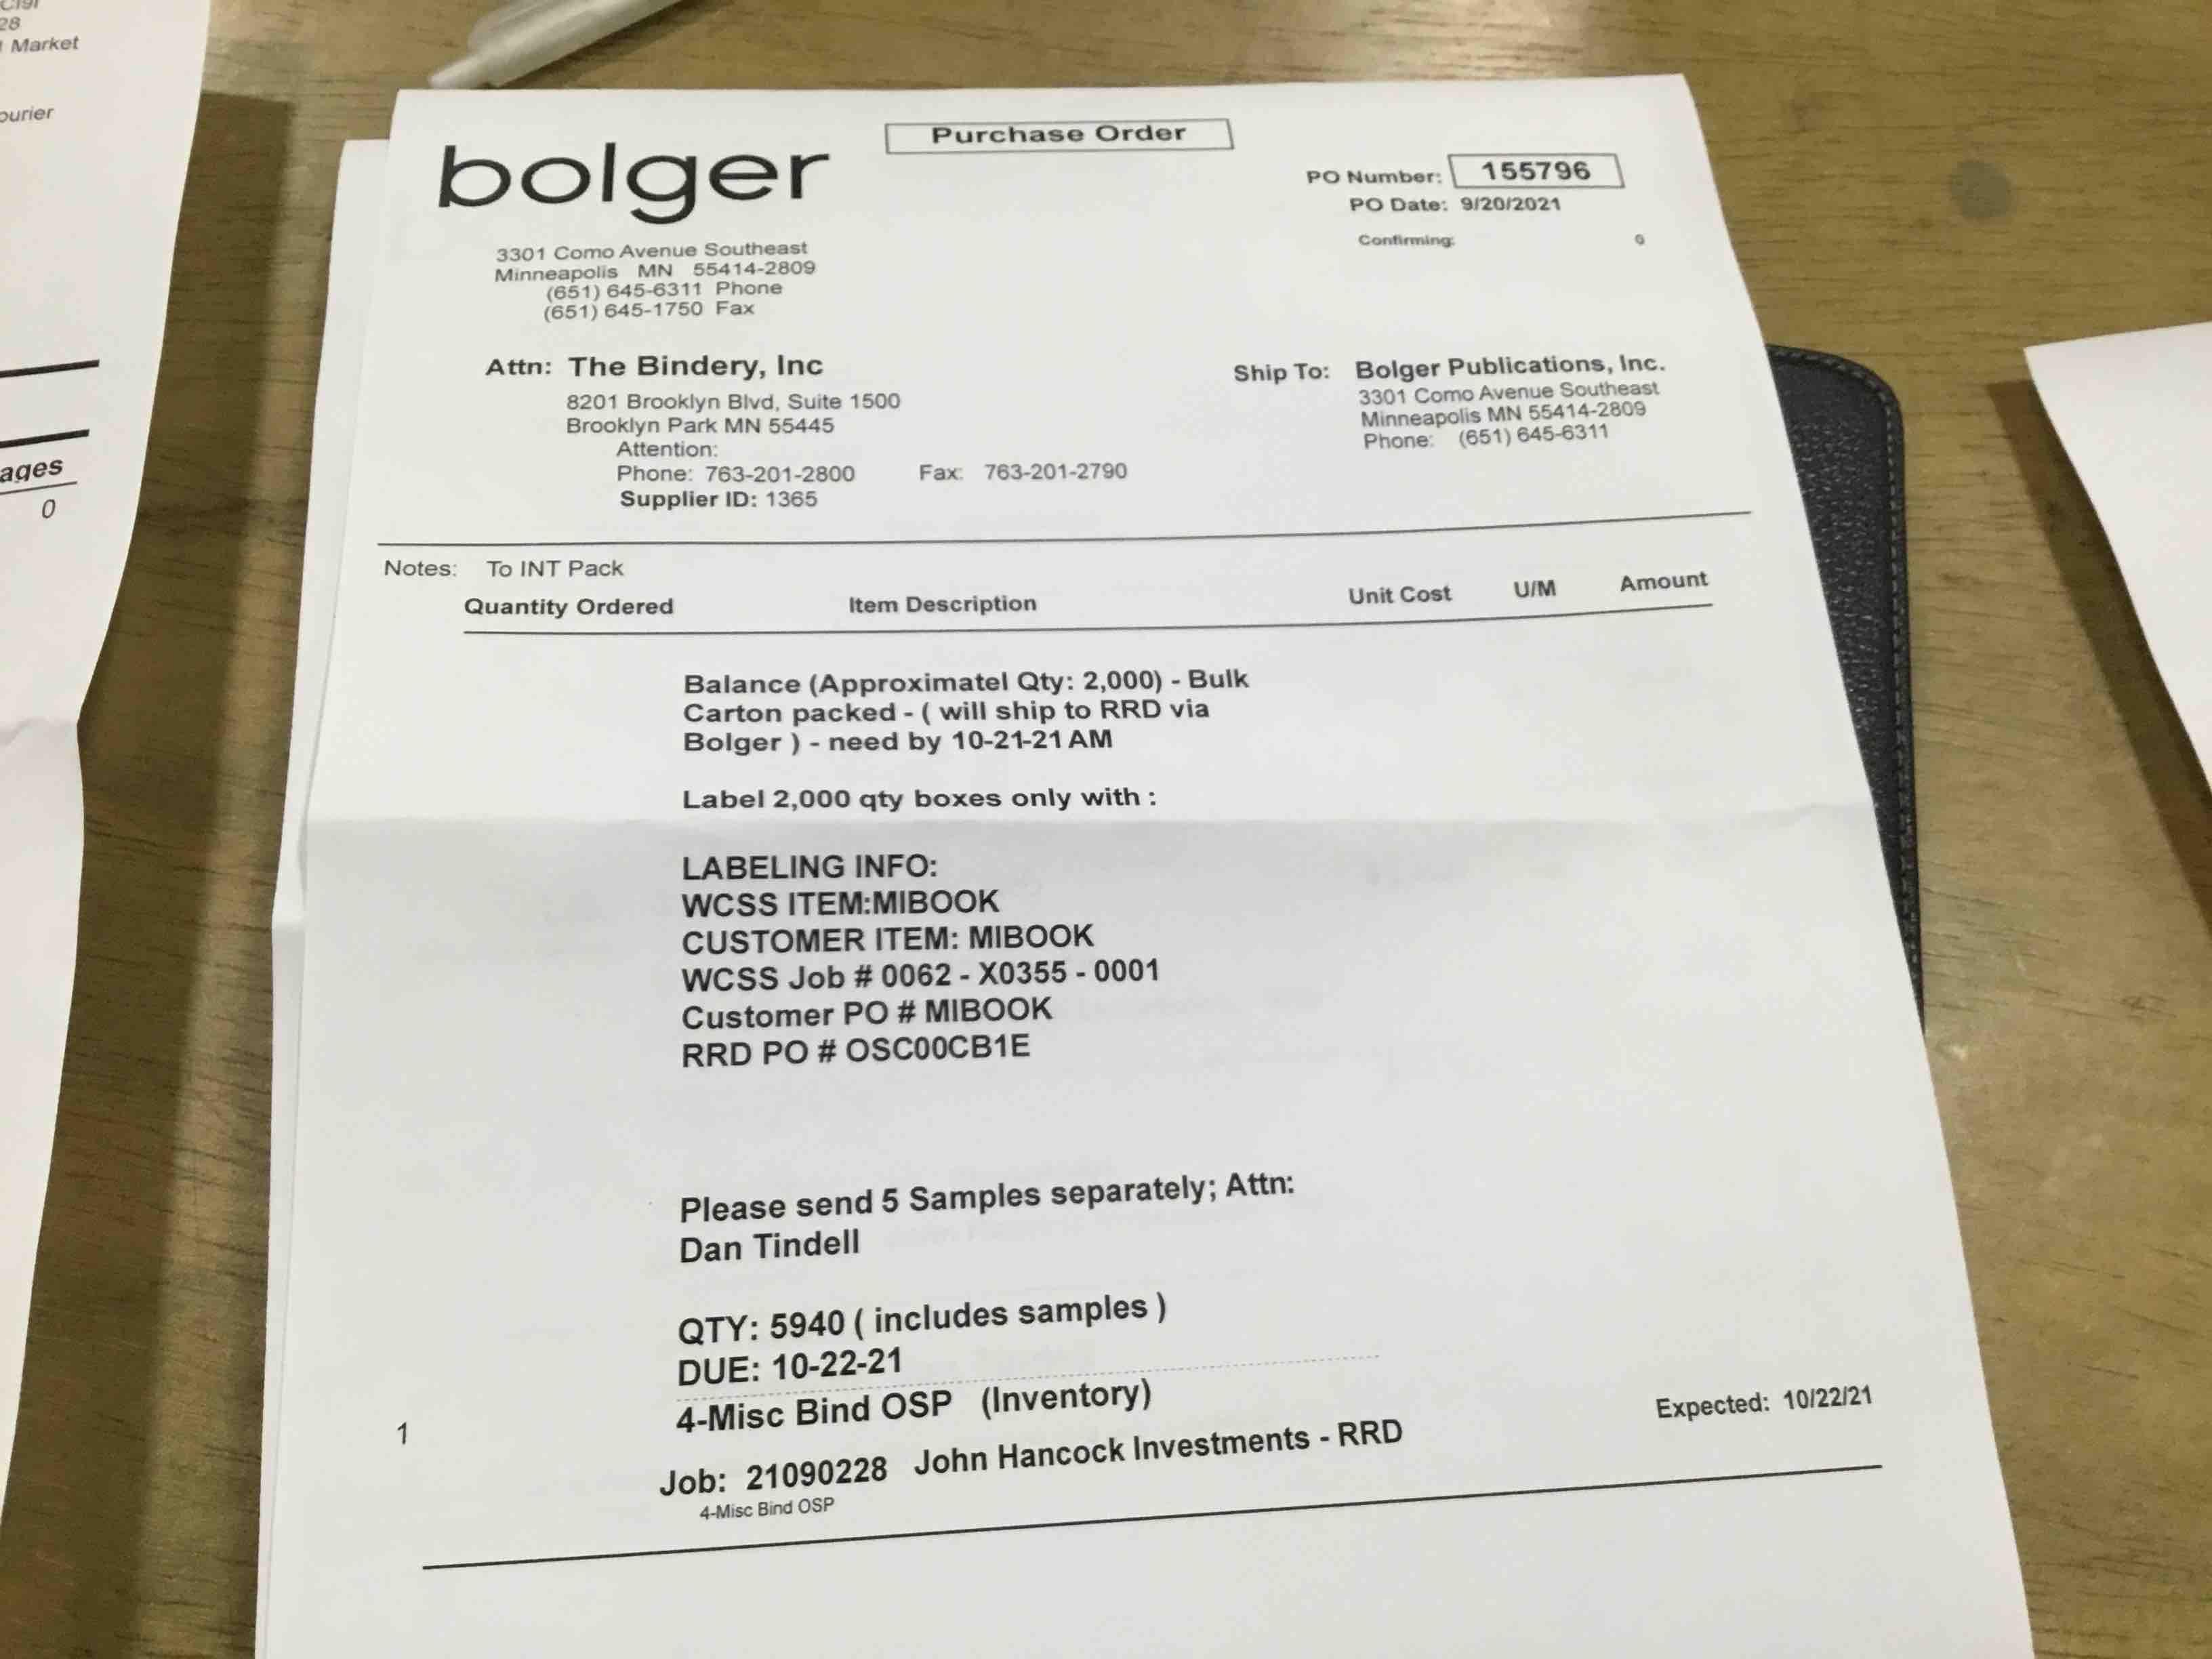 28
Market
ourier
ages
0
bolger
Purchase Order
PO Number: 155796
PO Date: 9/20/2021
Confirming: 0
3301 Como Avenue Southeast
Minneapolis MN 55414-2809
(651) 645-6311 Phone
(651) 645-1750 Fax
Attn: The Bindery, Inc
8201 Brooklyn Blvd, Suite 1500
Brooklyn Park MN 55445
Attention:
Phone: 763-201-2800 Fax: 763-201-2790
Supplier ID: 1365
Ship To: Bolger Publications, Inc.
3301 Como Avenue Southeast
Minneapolis MN 55414-2809
Phone: (651) 645-6311
Notes: To INT Pack
Quantity Ordered Item Description Unit Cost U/M Amount
Balance (Approximatel Qty: 2,000) - Bulk
Carton packed - ( will ship to RRD via
Bolger ) - need by 10-21-21 AM
Label 2,000 qty boxes only with :
LABELING INFO:
WCSS ITEM:MIBOOK
CUSTOMER ITEM: MIBOOK
WCSS Job # 0062 - X0355 - 0001
Customer PO # MIBOOK
RRD PO # OSC00CB1E
Please send 5 Samples separately; Attn:
Dan Tindell
QTY: 5940 ( includes samples )
DUE: 10-22-21
1 4-Misc Bind OSP (Inventory) Expected: 10/22/21
Job: 21090228 John Hancock Investments - RRD
4-Misc Bind OSP